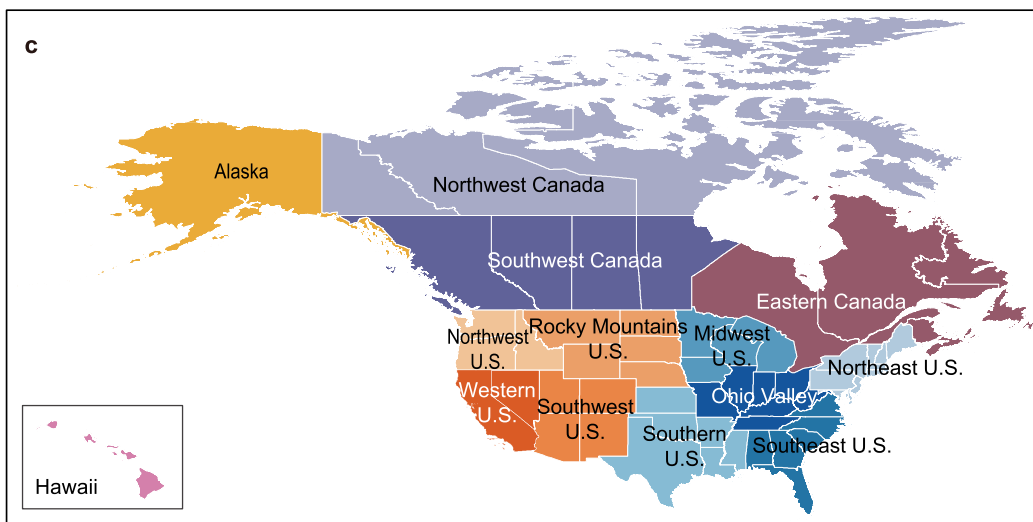 c
Alaska
Northwest Canada
Southwest Canada
Eastern Canada
Northwest
U.S.
Rocky Mountains
U.S.
Midwest
U.S.
Northeast U.S.
Western
U.S.
Southwest
U.S.
Ohio Valley
Southern
U.S.
Southeast U.S.
Hawaii